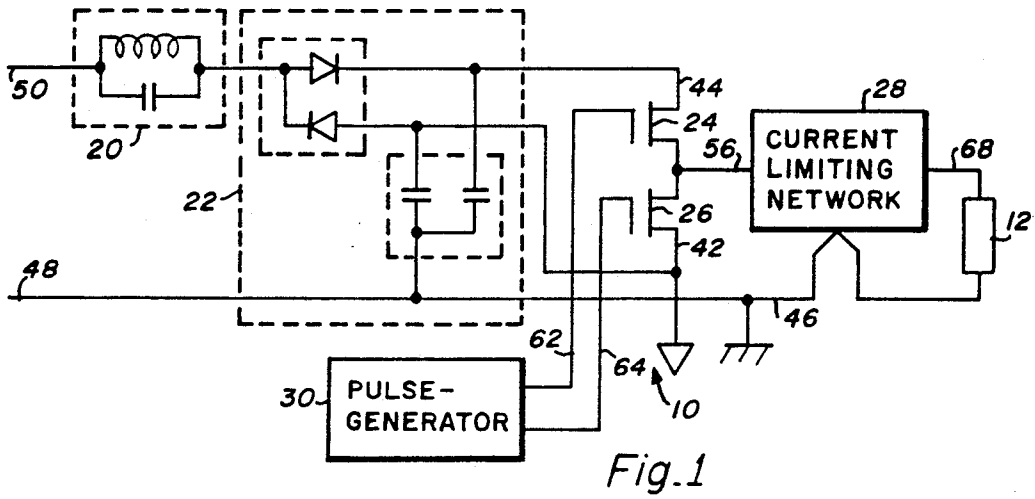 50
20
22
48
44
24
56
26
42
28
CURRENT
LIMITING
NETWORK
68
12
46
62
64
10
30
PULSE-
GENERATOR
Fig.1